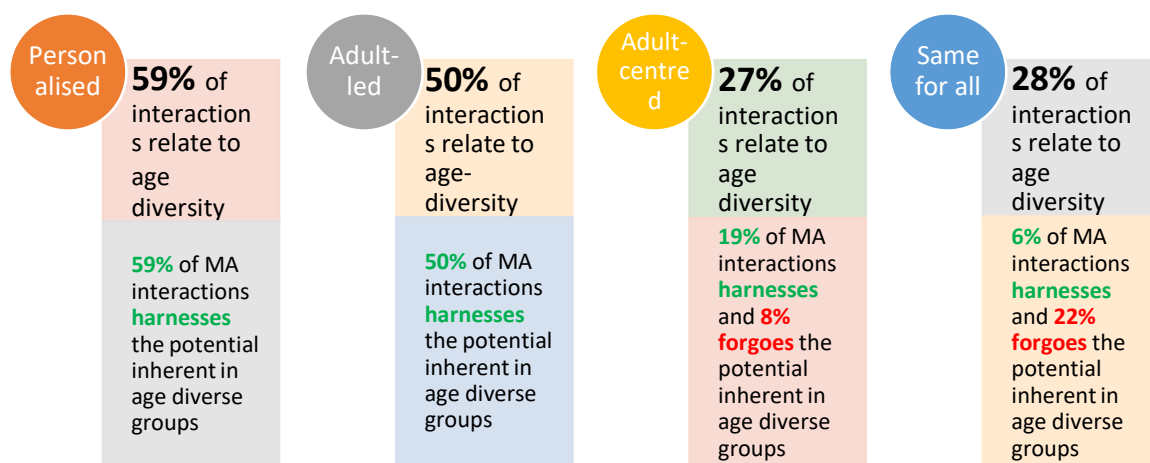 Person
alised
59% of
interaction
s relate to
age
diversity
59% of MA
interactions
harnesses
the potential
inherent in
age diverse
groups
Adult-
led
50% of
interaction
s relate to
age-
diversity
50% of MA
interactions
harnesses
the potential
inherent in
age diverse
groups
Adult-
centre
d
27% of
interaction
s relate to
age
diversity
19% of MA
interactions
harnesses
and 8%
forgoes the
potential
inherent in
age diverse
groups
Same
for all
28% of
interaction
s relate to
age
diversity
6% of MA
interactions
harnesses
and 22%
forgoes the
potential
inherent in
age diverse
groups